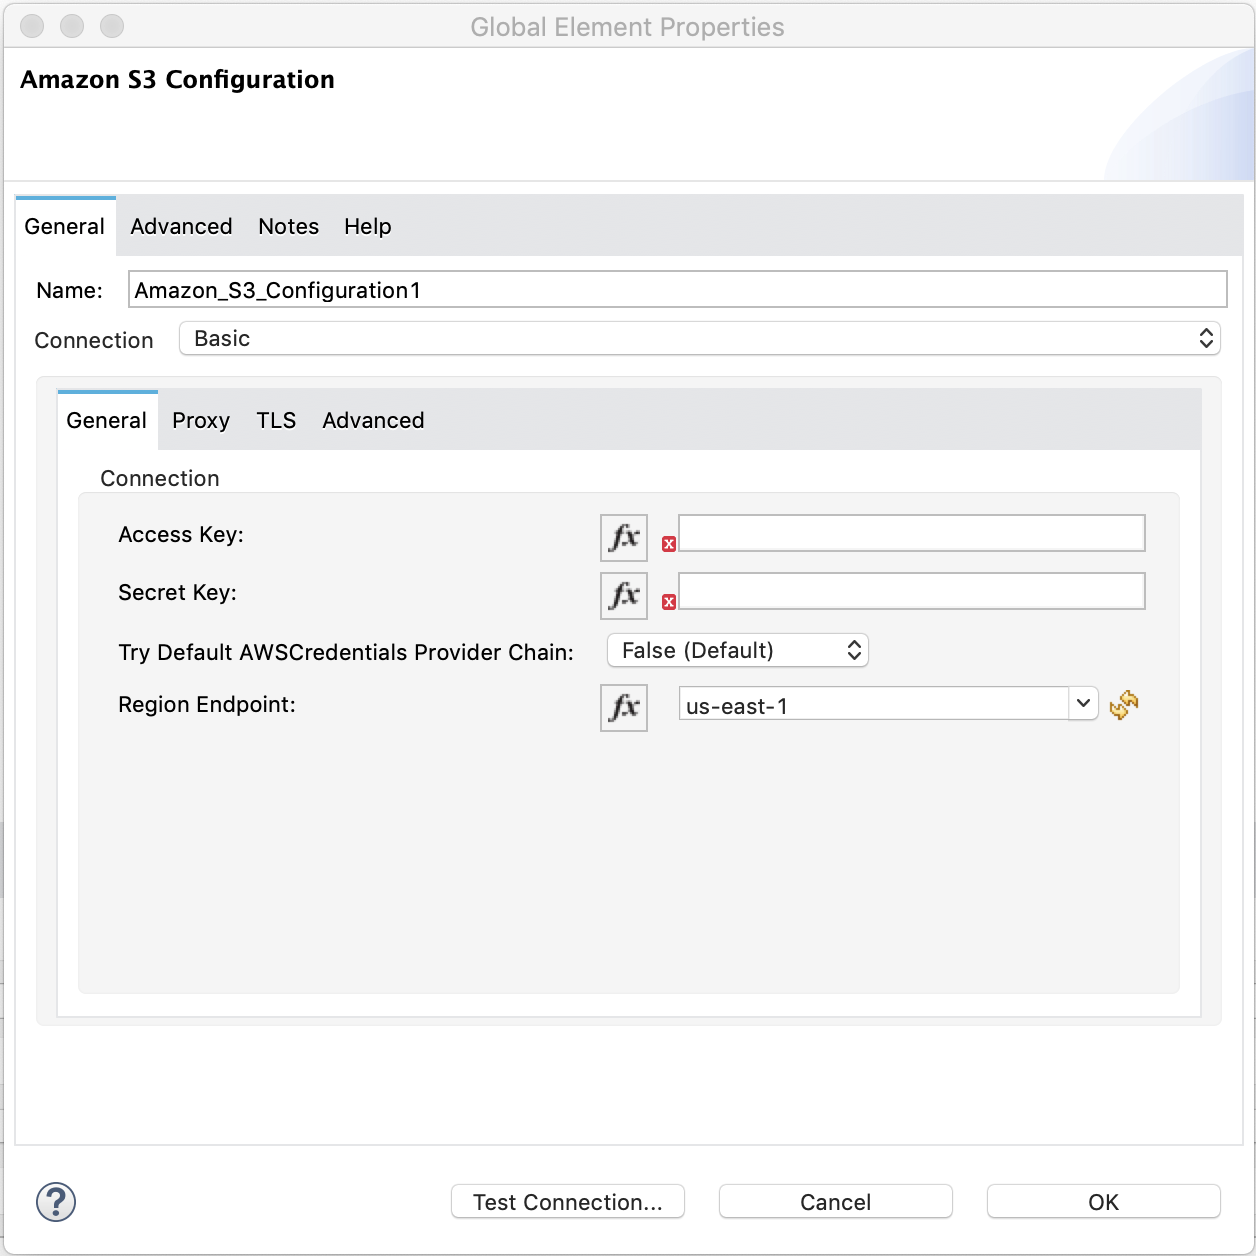 Global Element Properties
Amazon S3 Configuration
General Advanced Notes Help
Name: Amazon_S3_Configuration1
Connection Basic
General Proxy TLS Advanced
Connection
Access Key: fx
Secret Key: fx
Try Default AWSCredentials Provider Chain: False (Default)
Region Endpoint: fx us-east-1
? Test Connection... Cancel OK